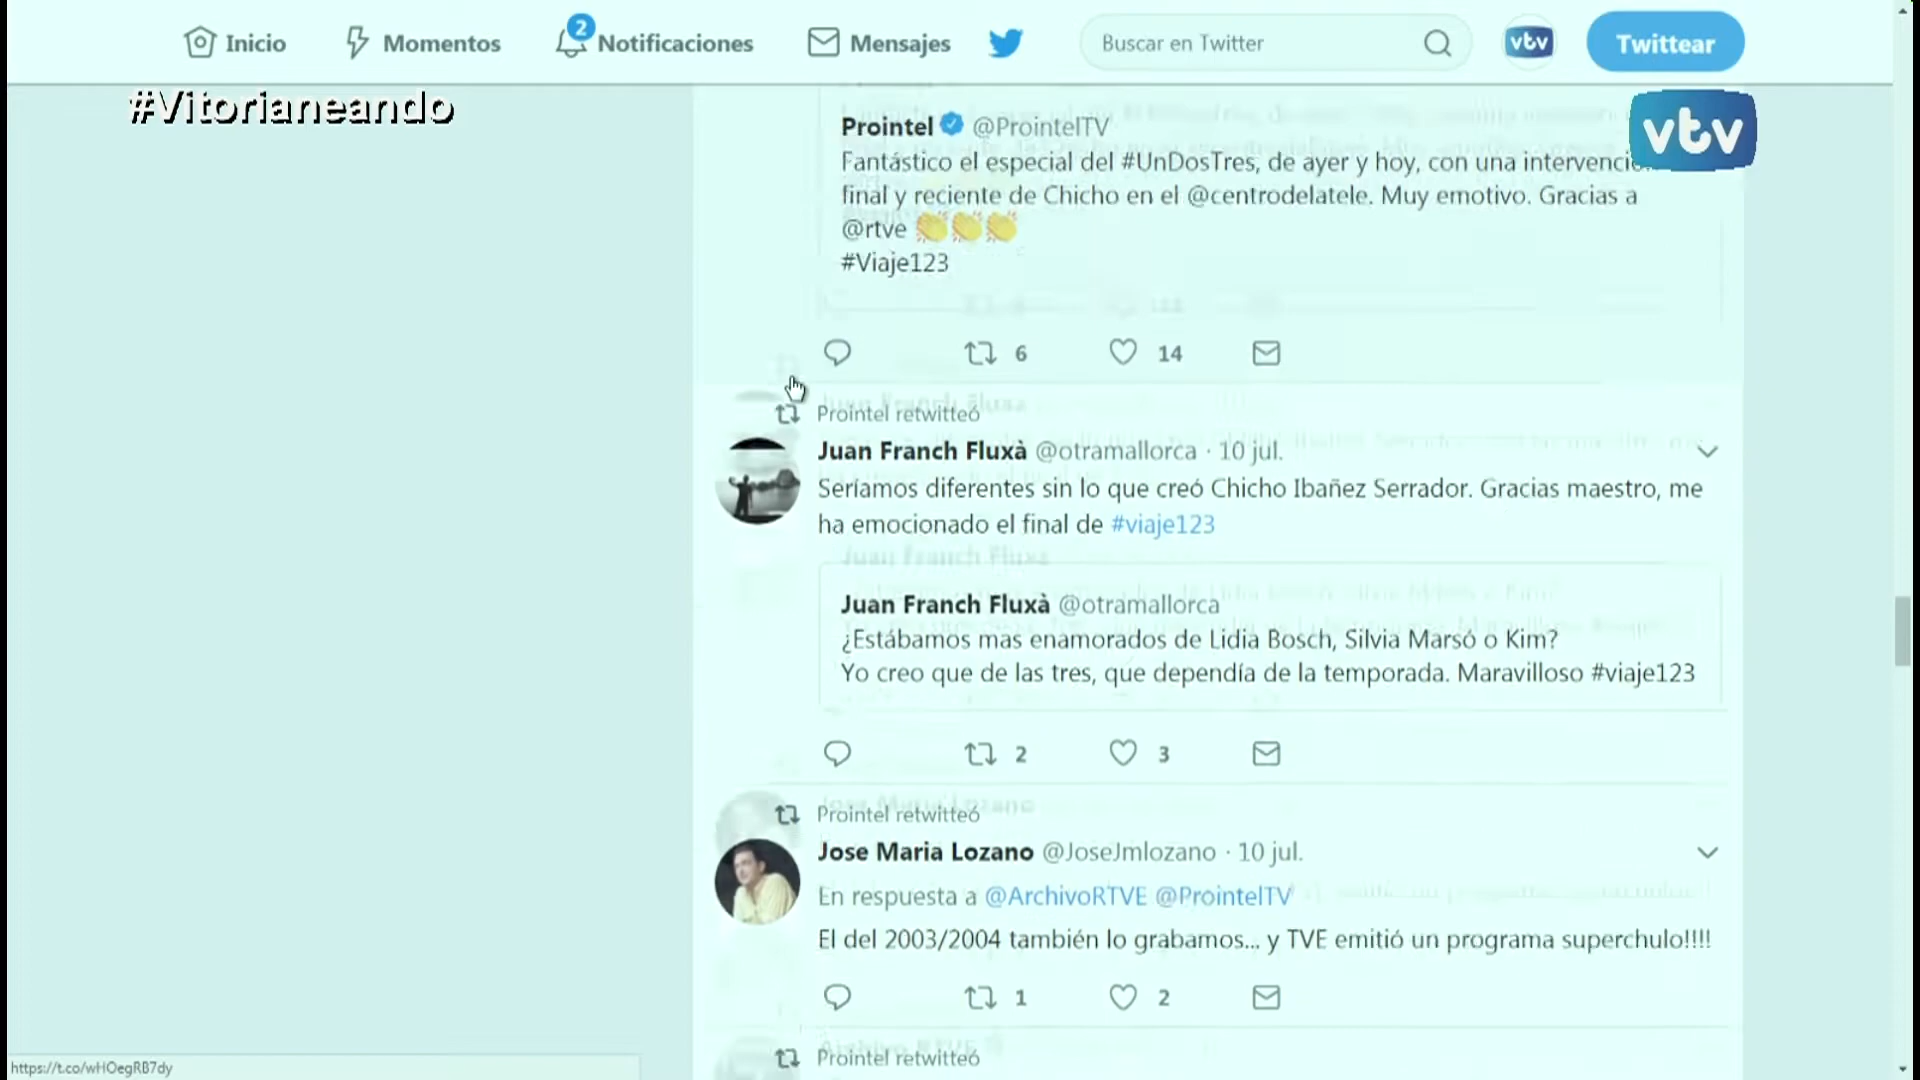 Inicio
Momentos
2
Notificaciones
Mensajes
Buscar en Twitter
vtv
Twittear
#Vitorianeando
vtv
Prointel @ProintelTV
Fantástico el especial del #UnDosTres, de ayer y hoy, con una
final y reciente de Chicho en el @centrodelatele. Muy emotivo. Gracias a
@rtve 👏👏👏
#Viaje123
6
14
Prointel retwitteó
Juan Franch Fluxà @otramallorca · 10 jul.
Seríamos diferentes sin lo que creó Chicho Ibañez Serrador. Gracias maestro, me
ha emocionado el final de #viaje123
Juan Franch Fluxà @otramallorca
¿Estábamos mas enamorados de Lidia Bosch, Silvia Marsó o Kim?
Yo creo que de las tres, que dependía de la temporada. Maravilloso #viaje123
2
3
Prointel retwitteó
Jose Maria Lozano @JoseJmlozano · 10 jul.
En respuesta a @ArchivoRTVE @ProintelTV
El del 2003/2004 también lo grabamos... y TVE emitió un programa superchulo!!!!
1
2
Prointel retwitteó
https://t.co/wHOegRB7dy